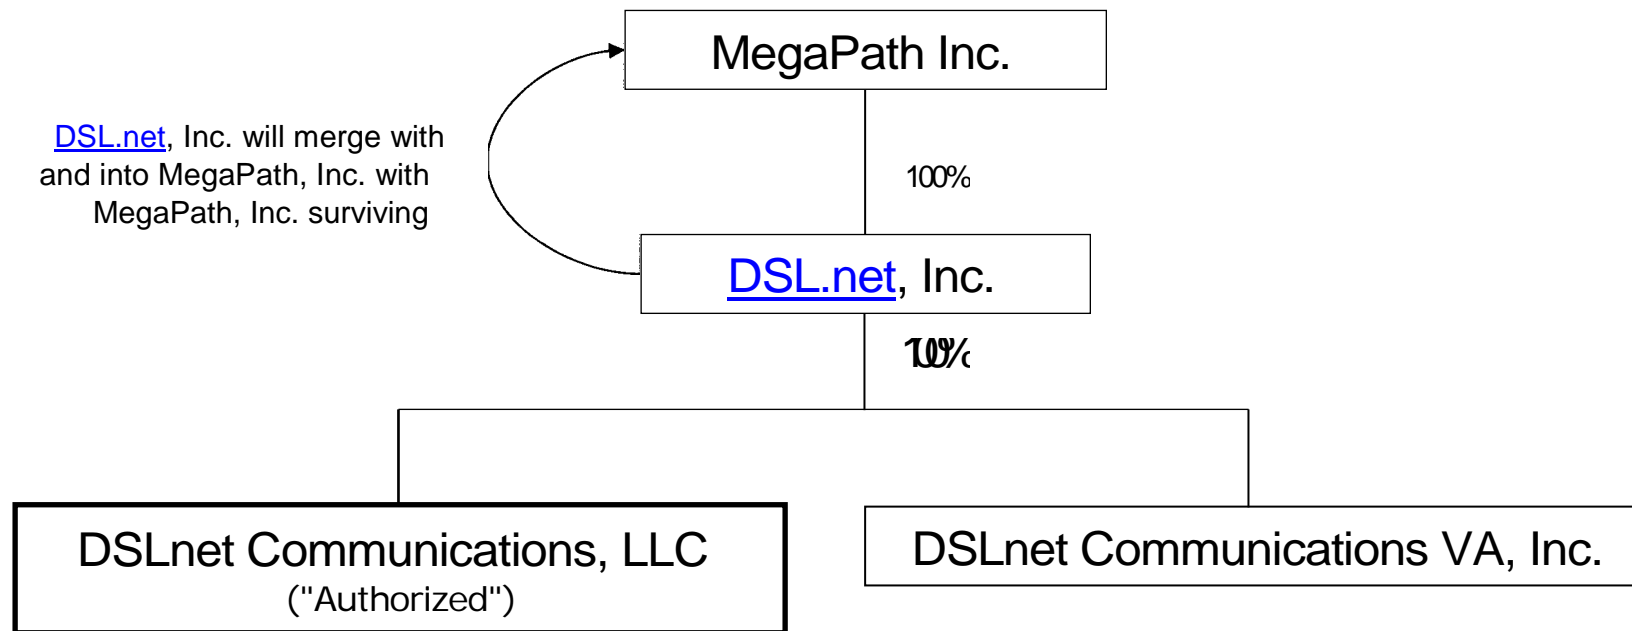 MegaPath Inc.
DSL.net, Inc. will merge with
and into MegaPath, Inc. with
MegaPath, Inc. surviving
100%
DSL.net, Inc.
DSLnet Communications, LLC
("Authorized")
DSLnet Communications VA, Inc.